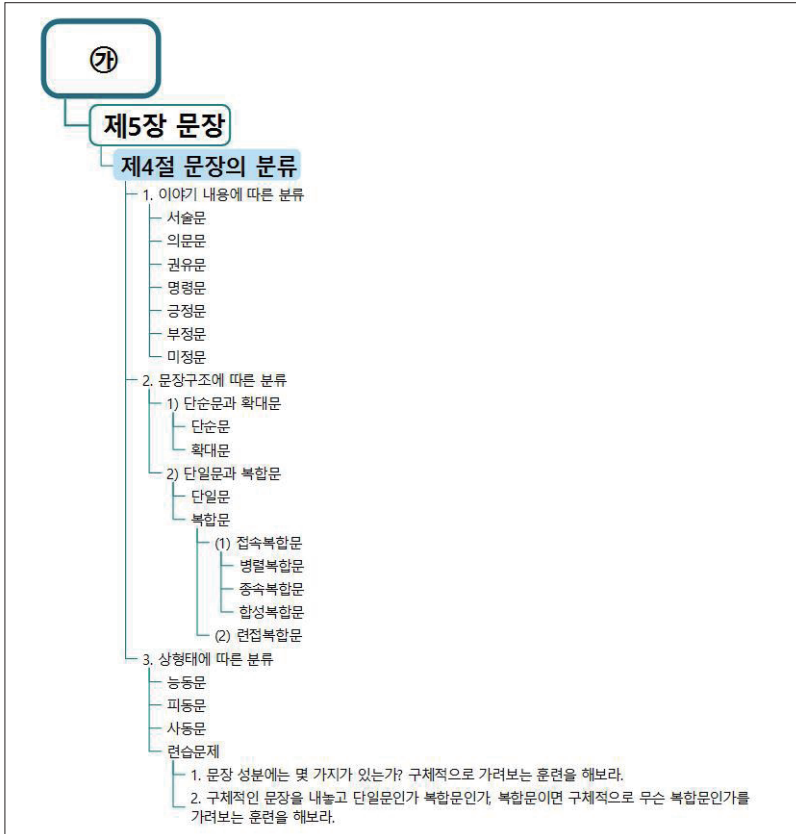 ㉮
제5장 문장
제4절 문장의 분류
1. 이야기 내용에 따른 분류
서술문
의문문
권유문
명령문
긍정문
부정문
미정문
2. 문장구조에 따른 분류
1) 단순문과 확대문
단순문
확대문
2) 단일문과 복합문
단일문
복합문
(1) 접속복합문
병렬복합문
종속복합문
합성복합문
(2) 련접복합문
3. 상형태에 따른 분류
능동문
피동문
사동문
련습문제
1. 문장 성분에는 몇 가지가 있는가? 구체적으로 가려보는 훈련을 해보라.
2. 구체적인 문장을 내놓고 단일문인가 복합문인가, 복합문이면 구체적으로 무슨 복합문인가를
가려보는 훈련을 해보라.